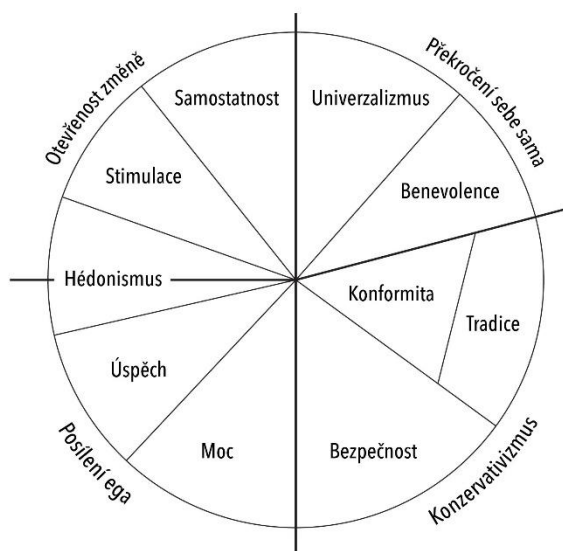 Otevřenost změně
Překročení sebe sama
Samostatnost
Univerzalizmus
Stimulace
Benevolence
Hédonismus
Konformita
Tradice
Úspěch
Moc
Bezpečnost
Posílení ega
Konzervativizmus